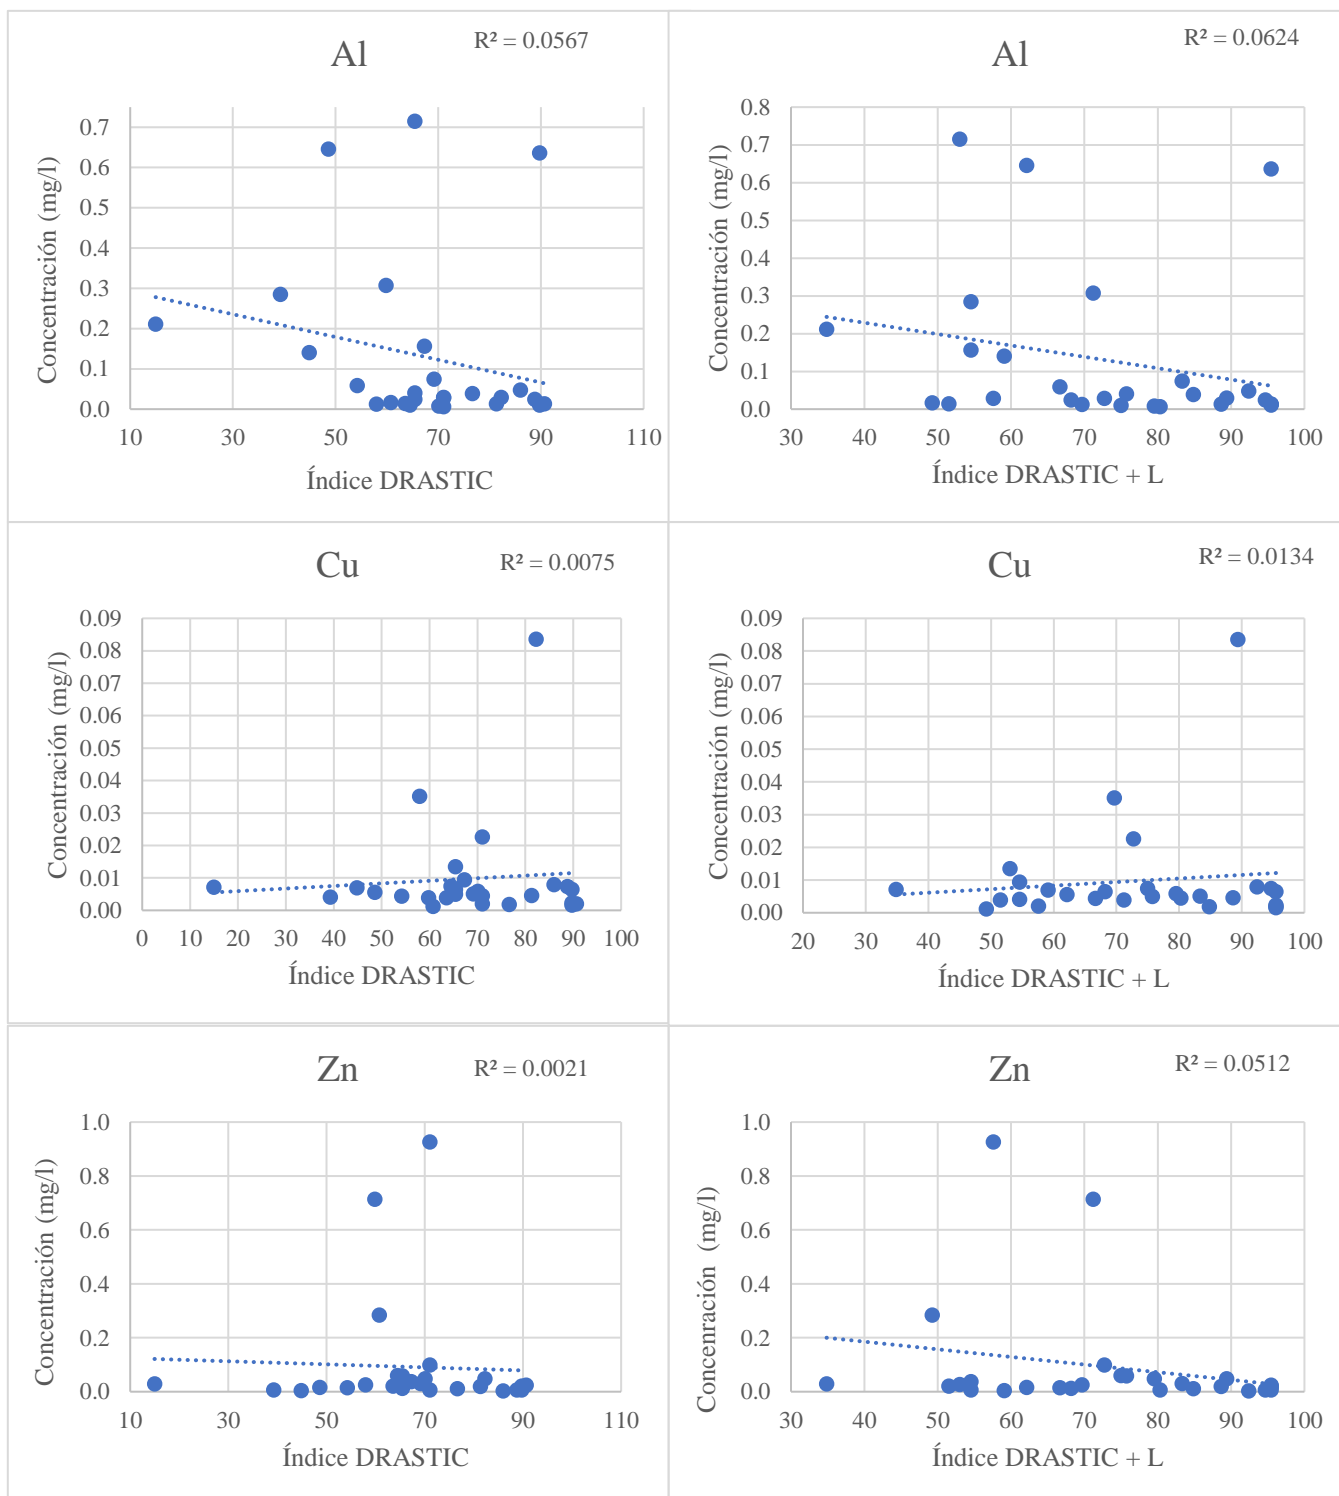 Al
R² = 0.0567
Concentración (mg/l)
0.7
0.6
0.5
0.4
0.3
0.2
0.1
0.0
10 30 50 70 90 110
Índice DRASTIC
Al
R² = 0.0624
Concentración (mg/l)
0.8
0.7
0.6
0.5
0.4
0.3
0.2
0.1
0.0
30 40 50 60 70 80 90 100
Índice DRASTIC + L
Cu
R² = 0.0075
Concentración (mg/l)
0.09
0.08
0.07
0.06
0.05
0.04
0.03
0.02
0.01
0.00
0 10 20 30 40 50 60 70 80 90 100
Índice DRASTIC
Cu
R² = 0.0134
Concentración (mg/l)
0.09
0.08
0.07
0.06
0.05
0.04
0.03
0.02
0.01
0.00
20 30 40 50 60 70 80 90 100
Índice DRASTIC + L
Zn
R² = 0.0021
Concentración (mg/l)
1.0
0.8
0.6
0.4
0.2
0.0
10 30 50 70 90 110
Índice DRASTIC
Zn
R² = 0.0512
Concenración (mg/l)
1.0
0.8
0.6
0.4
0.2
0.0
30 40 50 60 70 80 90 100
Índice DRASTIC + L